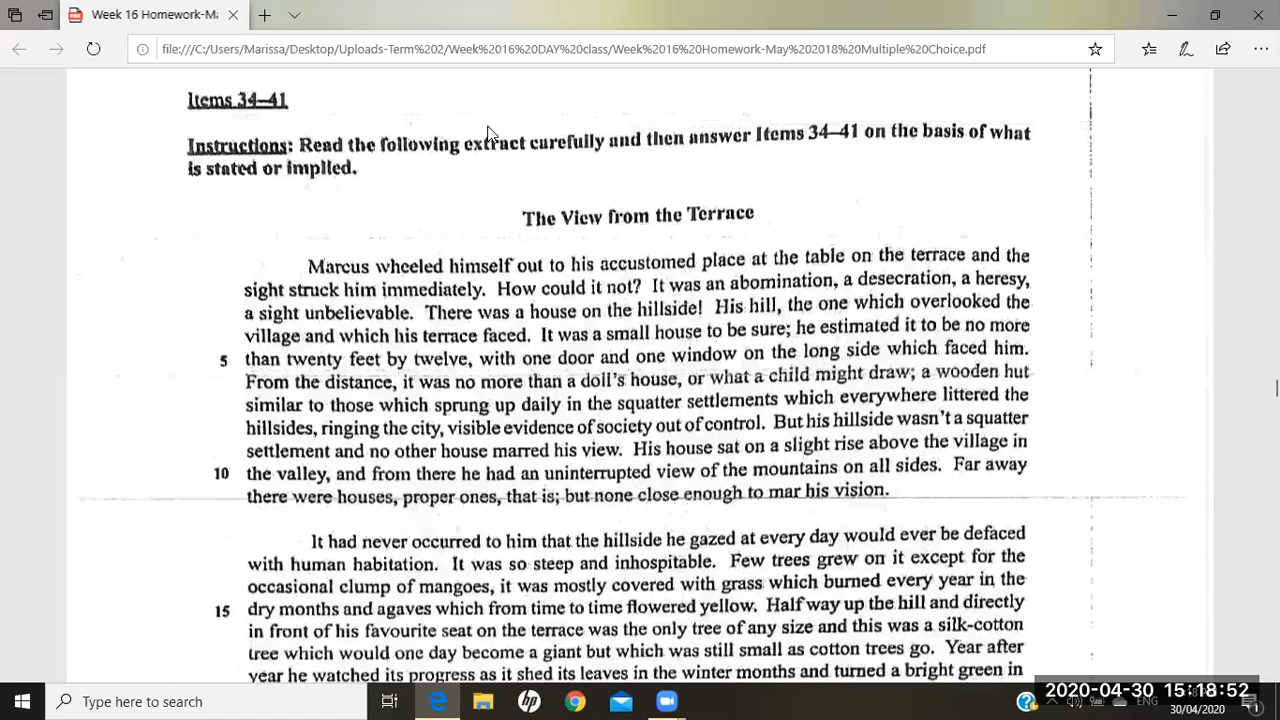 Week 16 Homework-Ma
file:///C:/Users/Marissa/Desktop/Uploads-Term%202/Week%2016%20DAY%20class/Week%2016%20Homework-May%202018%20Multiple%20Choice.pdf
Items 34–41
Instructions: Read the following extract carefully and then answer Items 34–41 on the basis of what
is stated or implied.
The View from the Terrace
Marcus wheeled himself out to his accustomed place at the table on the terrace and the
sight struck him immediately. How could it not? It was an abomination, a desecration, a heresy,
a sight unbelievable. There was a house on the hillside! His hill, the one which overlooked the
village and which his terrace faced. It was a small house to be sure; he estimated it to be no more
5 than twenty feet by twelve, with one door and one window on the long side which faced him.
From the distance, it was no more than a doll's house, or what a child might draw; a wooden hut
similar to those which sprung up daily in the squatter settlements which everywhere littered the
hillsides, ringing the city, visible evidence of society out of control. But his hillside wasn't a squatter
settlement and no other house marred his view. His house sat on a slight rise above the village in
10 the valley, and from there he had an uninterrupted view of the mountains on all sides. Far away
there were houses, proper ones, that is; but none close enough to mar his vision.
It had never occurred to him that the hillside he gazed at every day would ever be defaced
with human habitation. It was so steep and inhospitable. Few trees grew on it except for the
occasional clump of mangoes, it was mostly covered with grass which burned every year in the
15 dry months and agaves which from time to time flowered yellow. Half way up the hill and directly
in front of his favourite seat on the terrace was the only tree of any size and this was a silk-cotton
tree which would one day become a giant but which was still small as cotton trees go. Year after
year he watched its progress as it shed its leaves in the winter months and turned a bright green in
Type here to search
ENG
2020-04-30 15:18:52
30/04/2020